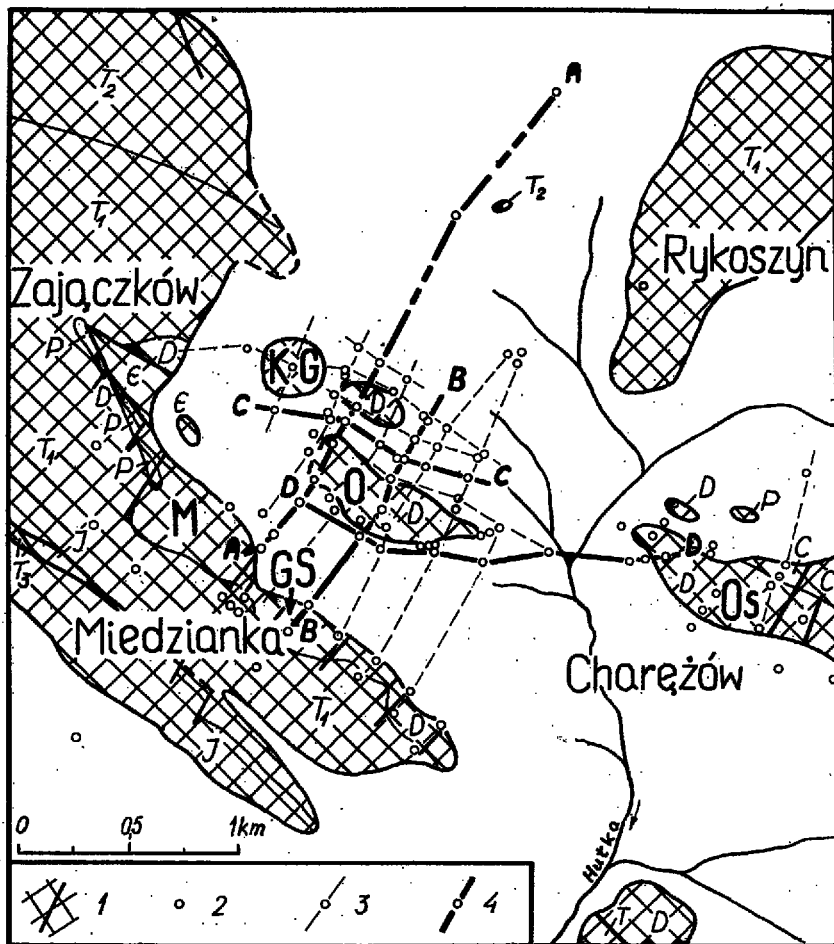 A
T₂
T₁
T₂
T₁
Rykoszyn
Zajączków
P
D
K G
Є
D
D
B
Є
C
P
T₁
P
C
O
D
D
P
M
D
J
D
C
A
D
Os
C
T₃
GS
Miedzianka
B
Charężów
T₁
D
J
0 0,5 1km
Hutka
T₁ D
1 2 3 4